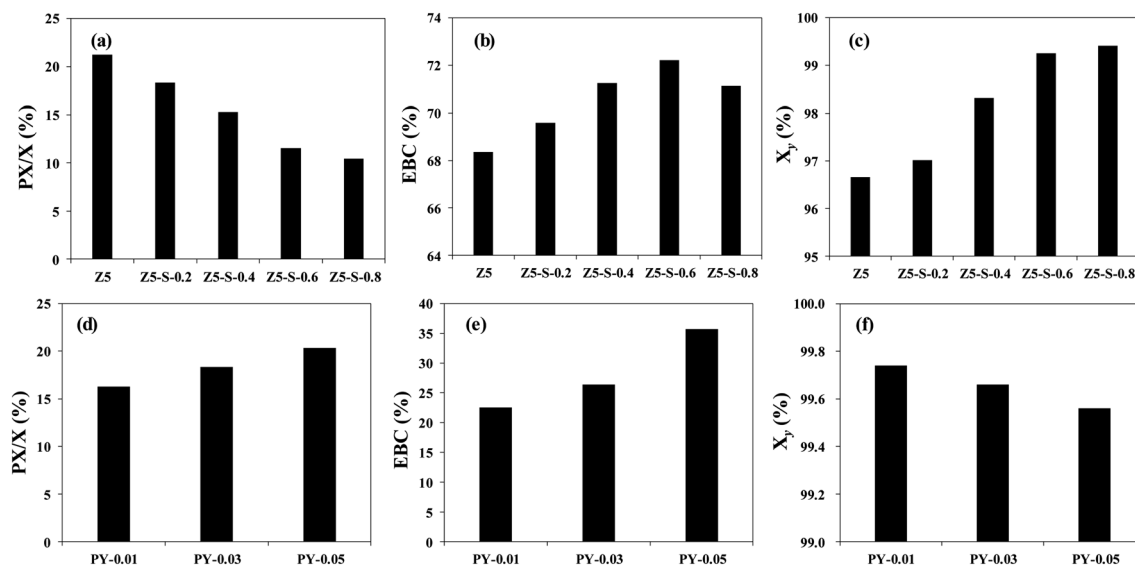 (a)
PX/X (%)
25
20
15
10
5
0
Z5 Z5-S-0.2 Z5-S-0.4 Z5-S-0.6 Z5-S-0.8
(b)
EBC (%)
74
72
70
68
66
64
Z5 Z5-S-0.2 Z5-S-0.4 Z5-S-0.6 Z5-S-0.8
(c)
Xy (%)
100
99
98
97
96
95
Z5 Z5-S-0.2 Z5-S-0.4 Z5-S-0.6 Z5-S-0.8
(d)
PX/X (%)
25
20
15
10
5
0
PY-0.01 PY-0.03 PY-0.05
(e)
EBC (%)
40
35
30
25
20
15
10
5
0
PY-0.01 PY-0.03 PY-0.05
(f)
Xy (%)
100.0
99.8
99.6
99.4
99.2
99.0
PY-0.01 PY-0.03 PY-0.05